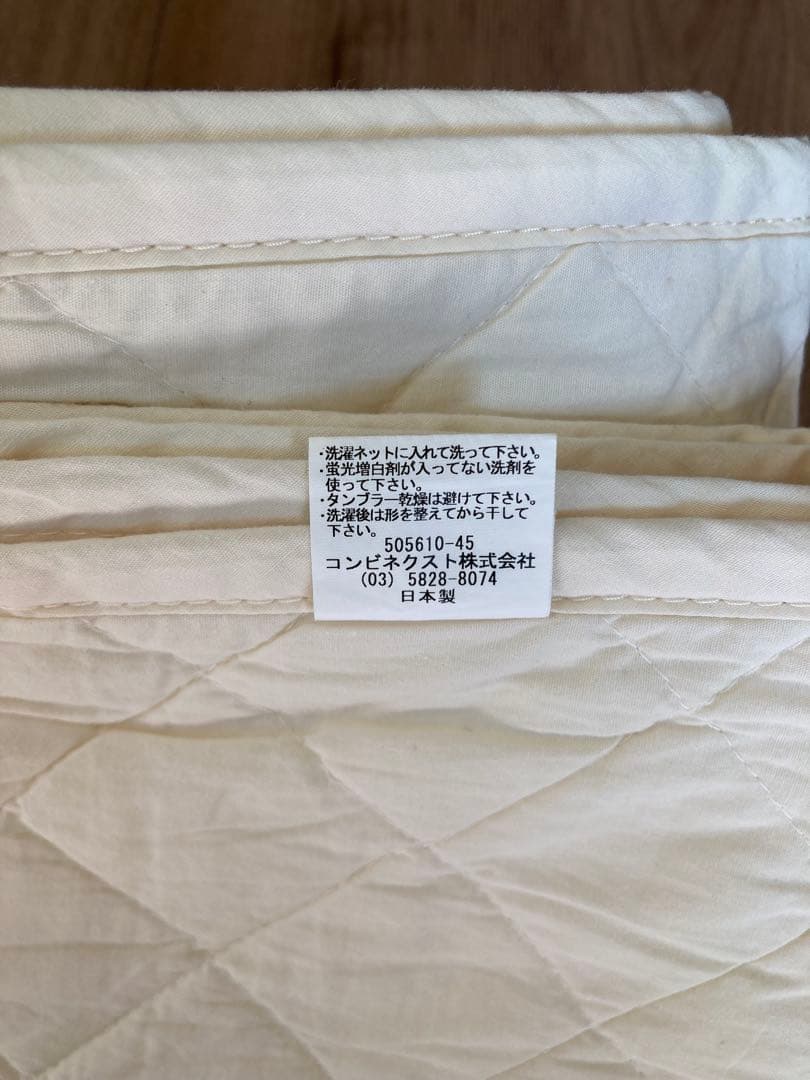 ・洗濯ネットに入れて洗って下さい。
・蛍光増白剤が入ってない洗剤を
使って下さい。
・タンブラー乾燥は避けて下さい。
・洗濯後は形を整えてから干して
下さい。
505610-45
コンビネクスト株式会社
(03) 5828-8074
日本製